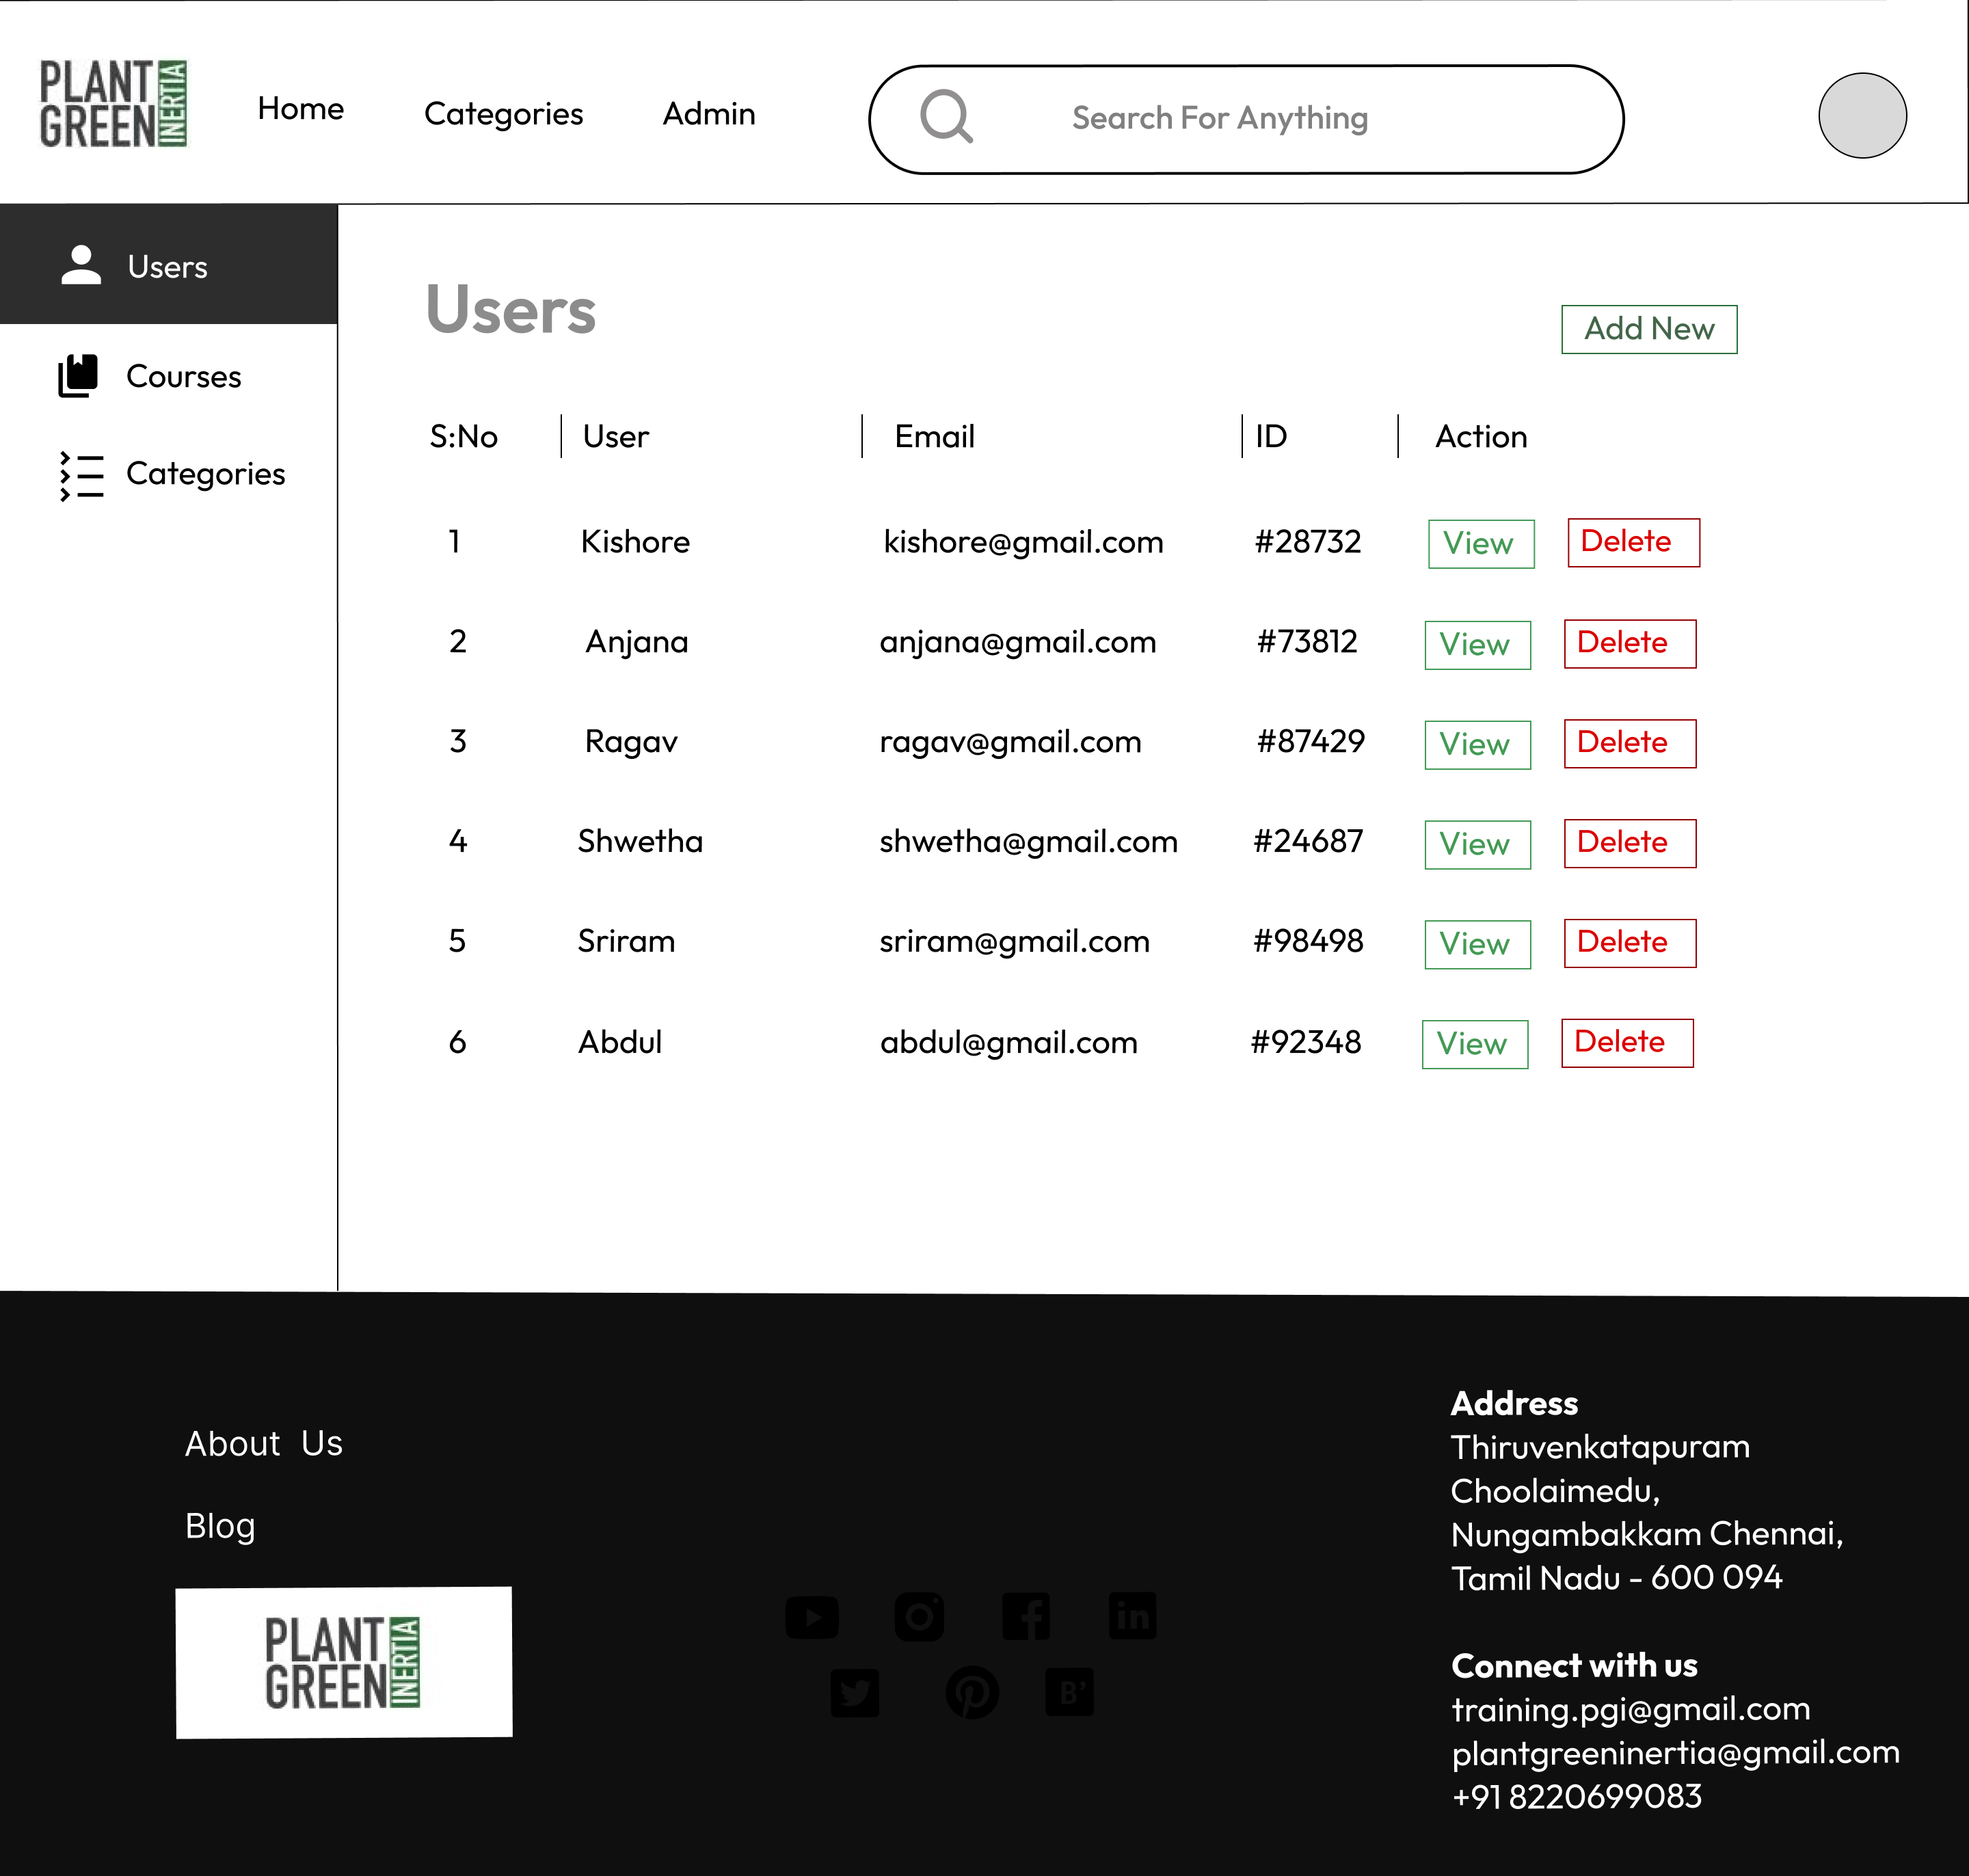 PLANT GREEN INERTIA
Home Categories Admin Search For Anything
Users
Courses
Categories
Users
Add New
S:No User Email ID Action
1 Kishore kishore@gmail.com #28732 View Delete
2 Anjana anjana@gmail.com #73812 View Delete
3 Ragav ragav@gmail.com #87429 View Delete
4 Shwetha shwetha@gmail.com #24687 View Delete
5 Sriram sriram@gmail.com #98498 View Delete
6 Abdul abdul@gmail.com #92348 View Delete
About Us
Blog
PLANT GREEN INERTIA
in
B'
Address
Thiruvenkatapuram
Choolaimedu,
Nungambakkam Chennai,
Tamil Nadu - 600 094
Connect with us
training.pgi@gmail.com
plantgreeninertia@gmail.com
+91 8220699083